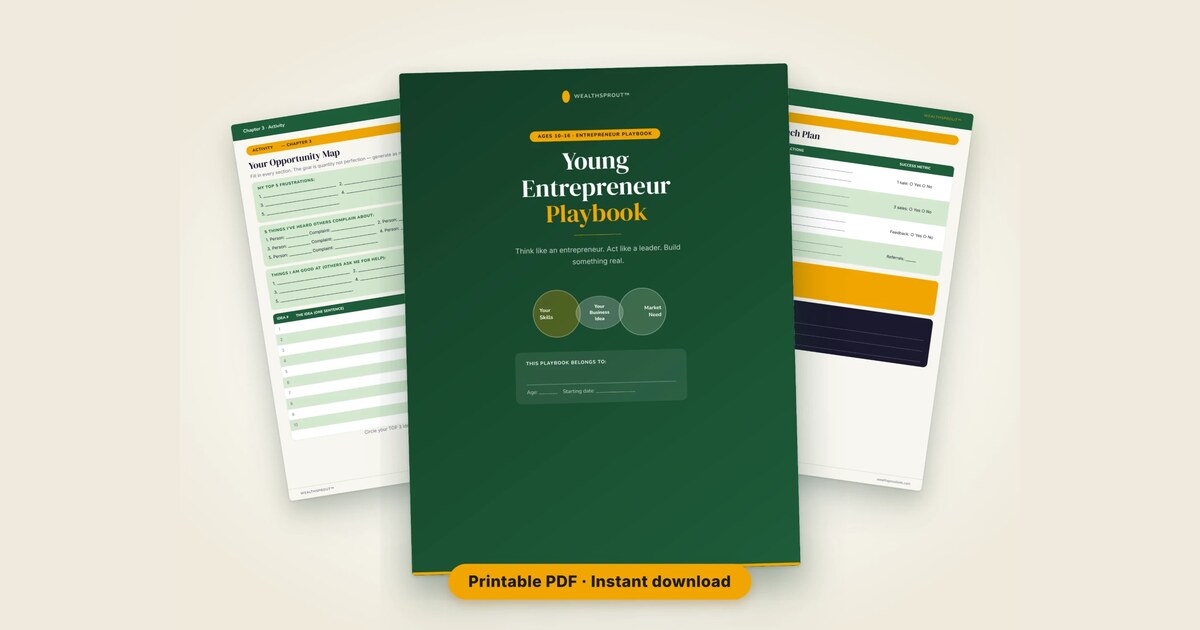 WEALTHSPROUT™
AGES 10–16 · ENTREPRENEUR PLAYBOOK
Young
Entrepreneur
Playbook
Think like an entrepreneur. Act like a leader. Build
something real.
Your
Skills
Your
Business
Idea
Market
Need
THIS PLAYBOOK BELONGS TO:
Age: Starting date:
Printable PDF · Instant download
Chapter 3 · Activity
ACTIVITY → CHAPTER 3
Your Opportunity Map
Fill in every section. The goal is quantity not perfection — generate as
MY TOP 5 FRUSTRATIONS:
1. 2.
3. 4.
5.
5 THINGS I'VE HEARD OTHERS COMPLAIN ABOUT:
1. Person: Complaint: 2. Person:
3. Person: Complaint: 4. Person:
5. Person: Complaint:
THINGS I AM GOOD AT (OTHERS ASK ME FOR HELP):
1. 2.
3. 4.
5.
IDEA # THE IDEA (ONE SENTENCE)
1
2
3
4
5
6
7
8
9
10
Circle your TOP 3
WEALTHSPROUT™
WEALTHSPROUT™
ch Plan
ACTIONS SUCCESS METRIC
1 sale: O Yes O No
3 sales: O Yes O No
Feedback: O Yes O No
Referrals: